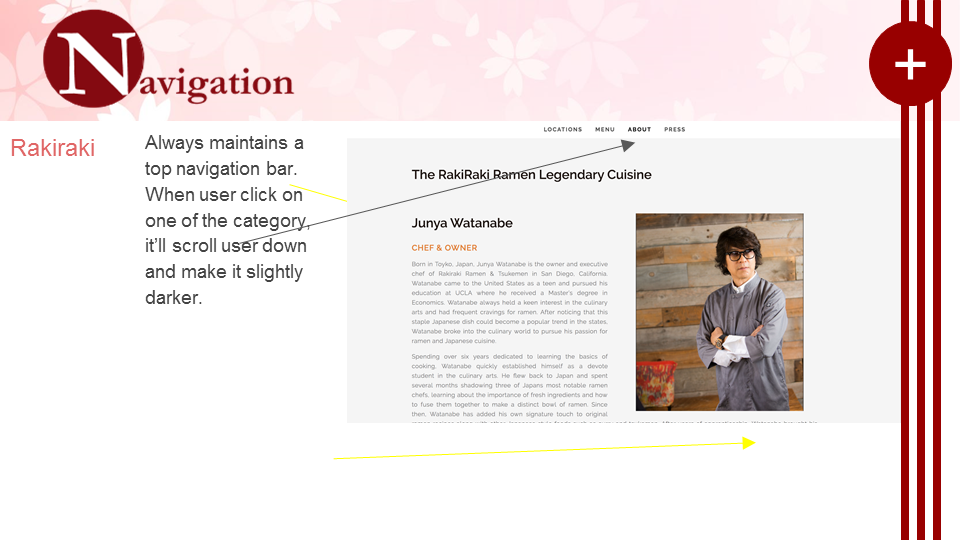 Navigation
+
Rakiraki
Always maintains a
top navigation bar.
When user click on
one of the category,
it'll scroll user down
and make it slightly
darker.
LOCATIONS MENU ABOUT PRESS
The RakiRaki Ramen Legendary Cuisine
Junya Watanabe
CHEF & OWNER
Born in Toyko, Japan, Junya Watanabe is the owner and executive
chef of Rakiraki Ramen & Tsukemen in San Diego, California.
Watanabe came to the United States as a teen and pursued his
education at UCLA where he received a Master's degree in
Economics. Watanabe always held a keen interest in the culinary
arts and had frequent cravings for ramen. After noticing that this
staple Japanese dish could become a popular trend in the states,
Watanabe broke into the culinary world to pursue his passion for
ramen and Japanese cuisine.
Spending over six years dedicated to learning the basics of
cooking, Watanabe quickly established himself as a devote
student in the culinary arts. He flew back to Japan and spent
several months shadowing three of Japans most notable ramen
chefs, learning about the importance of fresh ingredients and how
to fuse them together to make a distinct bowl of ramen. Since
then, Watanabe has added his own signature touch to original